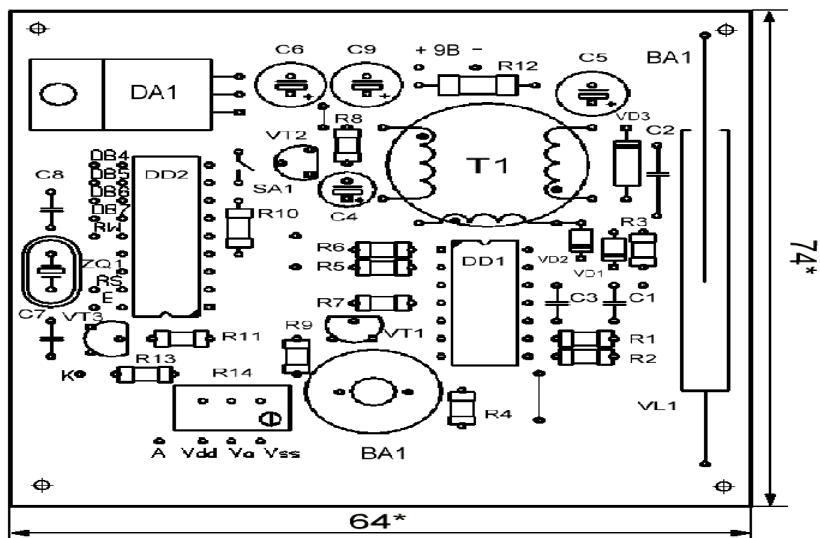 C6
C9
+ 9В −
R12
C5
BA1
DA1
R8
VT2
VD3
C2
T1
C8
DB4
DB5
DB6
DB7
RW
DD2
SA1
C4
R10
R3
ZQ1
RS
E
R6
R5
DD1
VD2
VD1
74*
C7
VT3
R7
C3
C1
R11
R9
VT1
R1
R2
R13
K
R14
R4
VL1
A
Vdd
Vo
Vss
BA1
64*